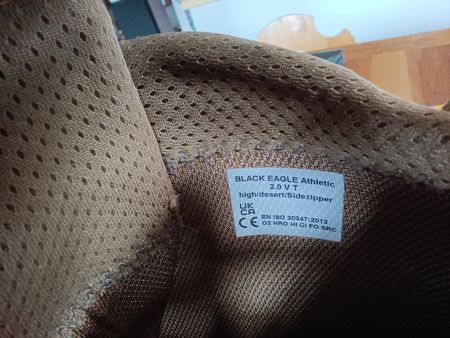 BLACK EAGLE Athletic
2.0 V T
high/desert/Sidezipper
UK
CA
CE EN ISO 20347:2012
O2 HRO HI CI FO SRC